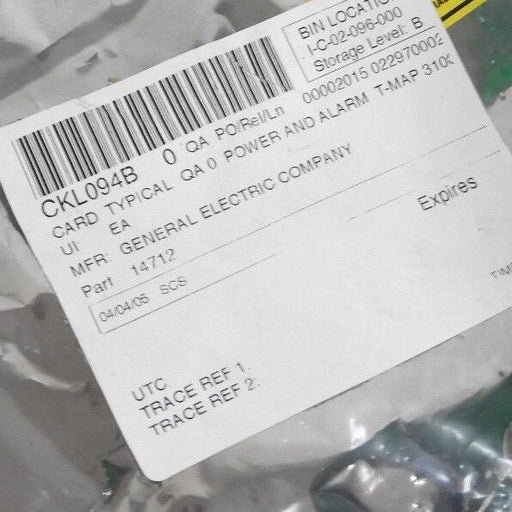 BIN LOCATIO
I-C-02-096-000
Storage Level: B
CKL094B 0 QA PO/Rel/Ln 00002015 0229700002
CARD TYPICAL QA 0 POWER AND ALARM T-MAP 3100
UI EA
MFR: GENERAL ELECTRIC COMPANY
Part 14712 Expires
04/04/05 SCS
UTC
TRACE REF 1:
TRACE REF 2: